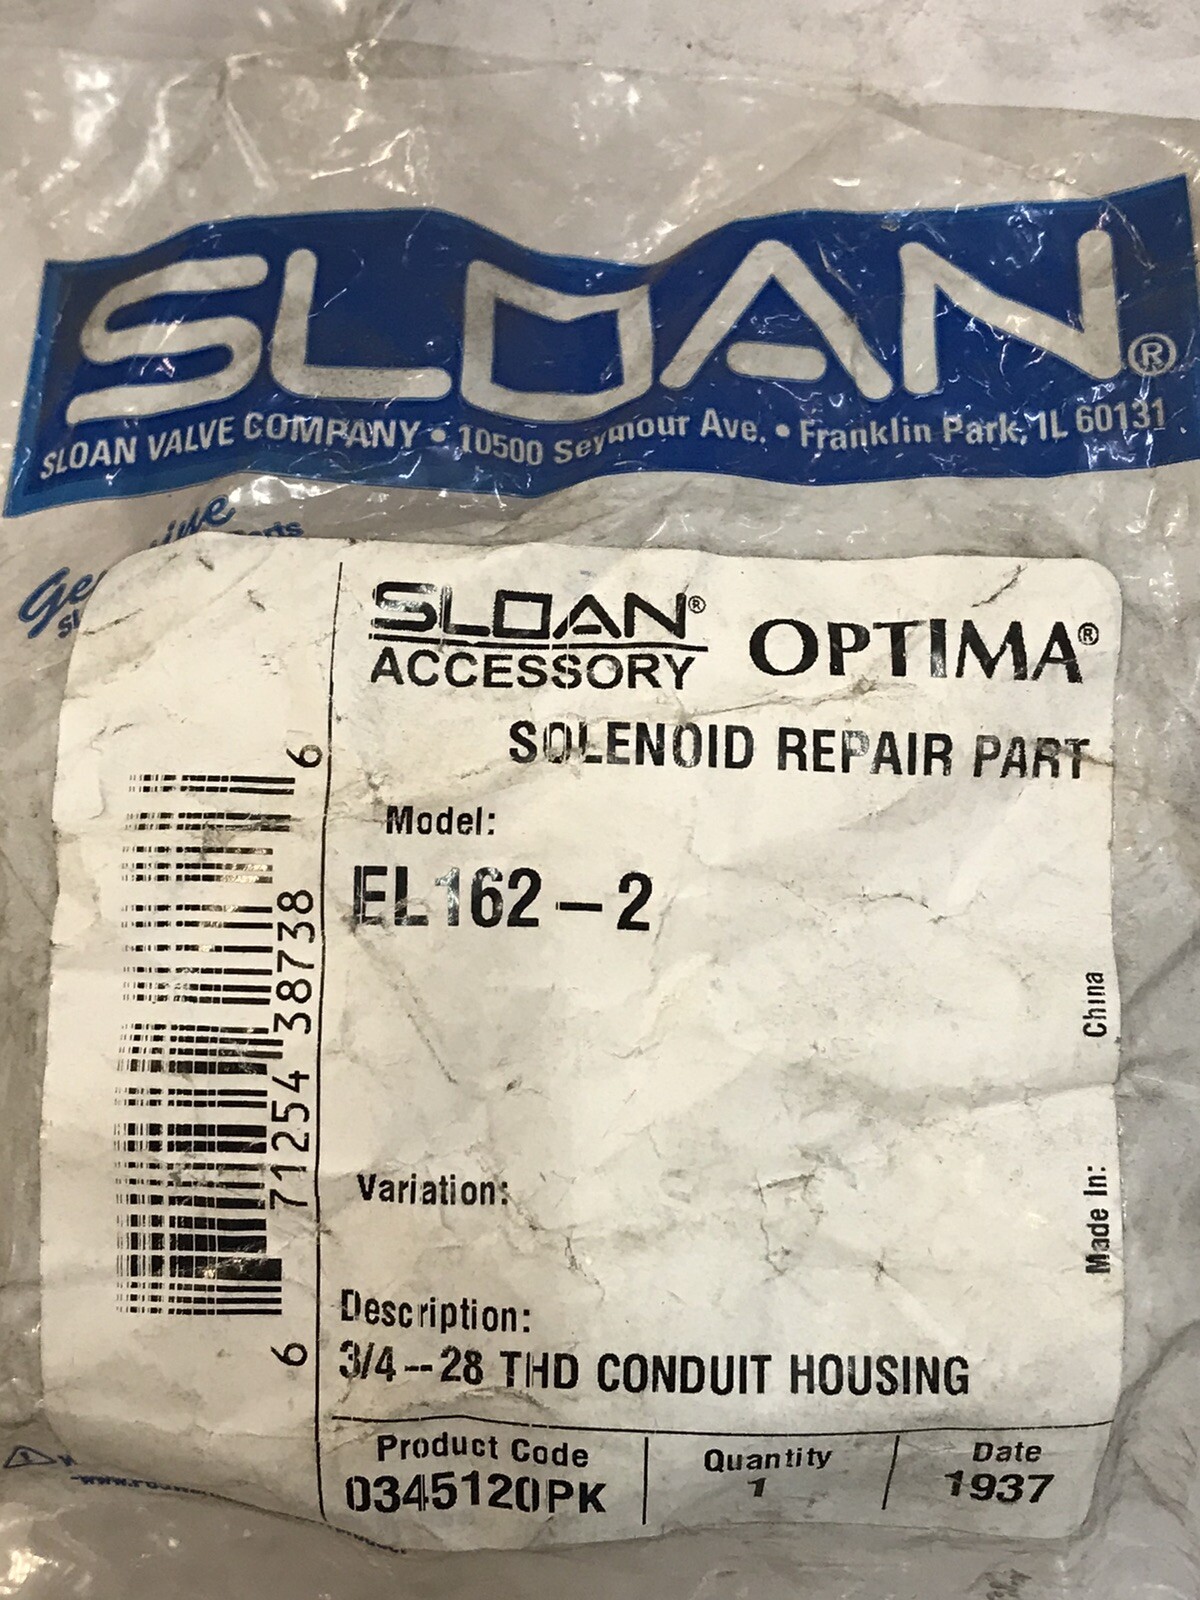 SLOAN®
SLOAN VALVE COMPANY • 10500 Seymour Ave. • Franklin Park, IL 60131
SLOAN® ACCESSORY
OPTIMA®
SOLENOID REPAIR PART
Model:
EL162-2
Variation:
Description:
3/4--28 THD CONDUIT HOUSING
Product Code
0345120PK
Quantity
1
Date
1937
Made In: China
6 71254 38738 6